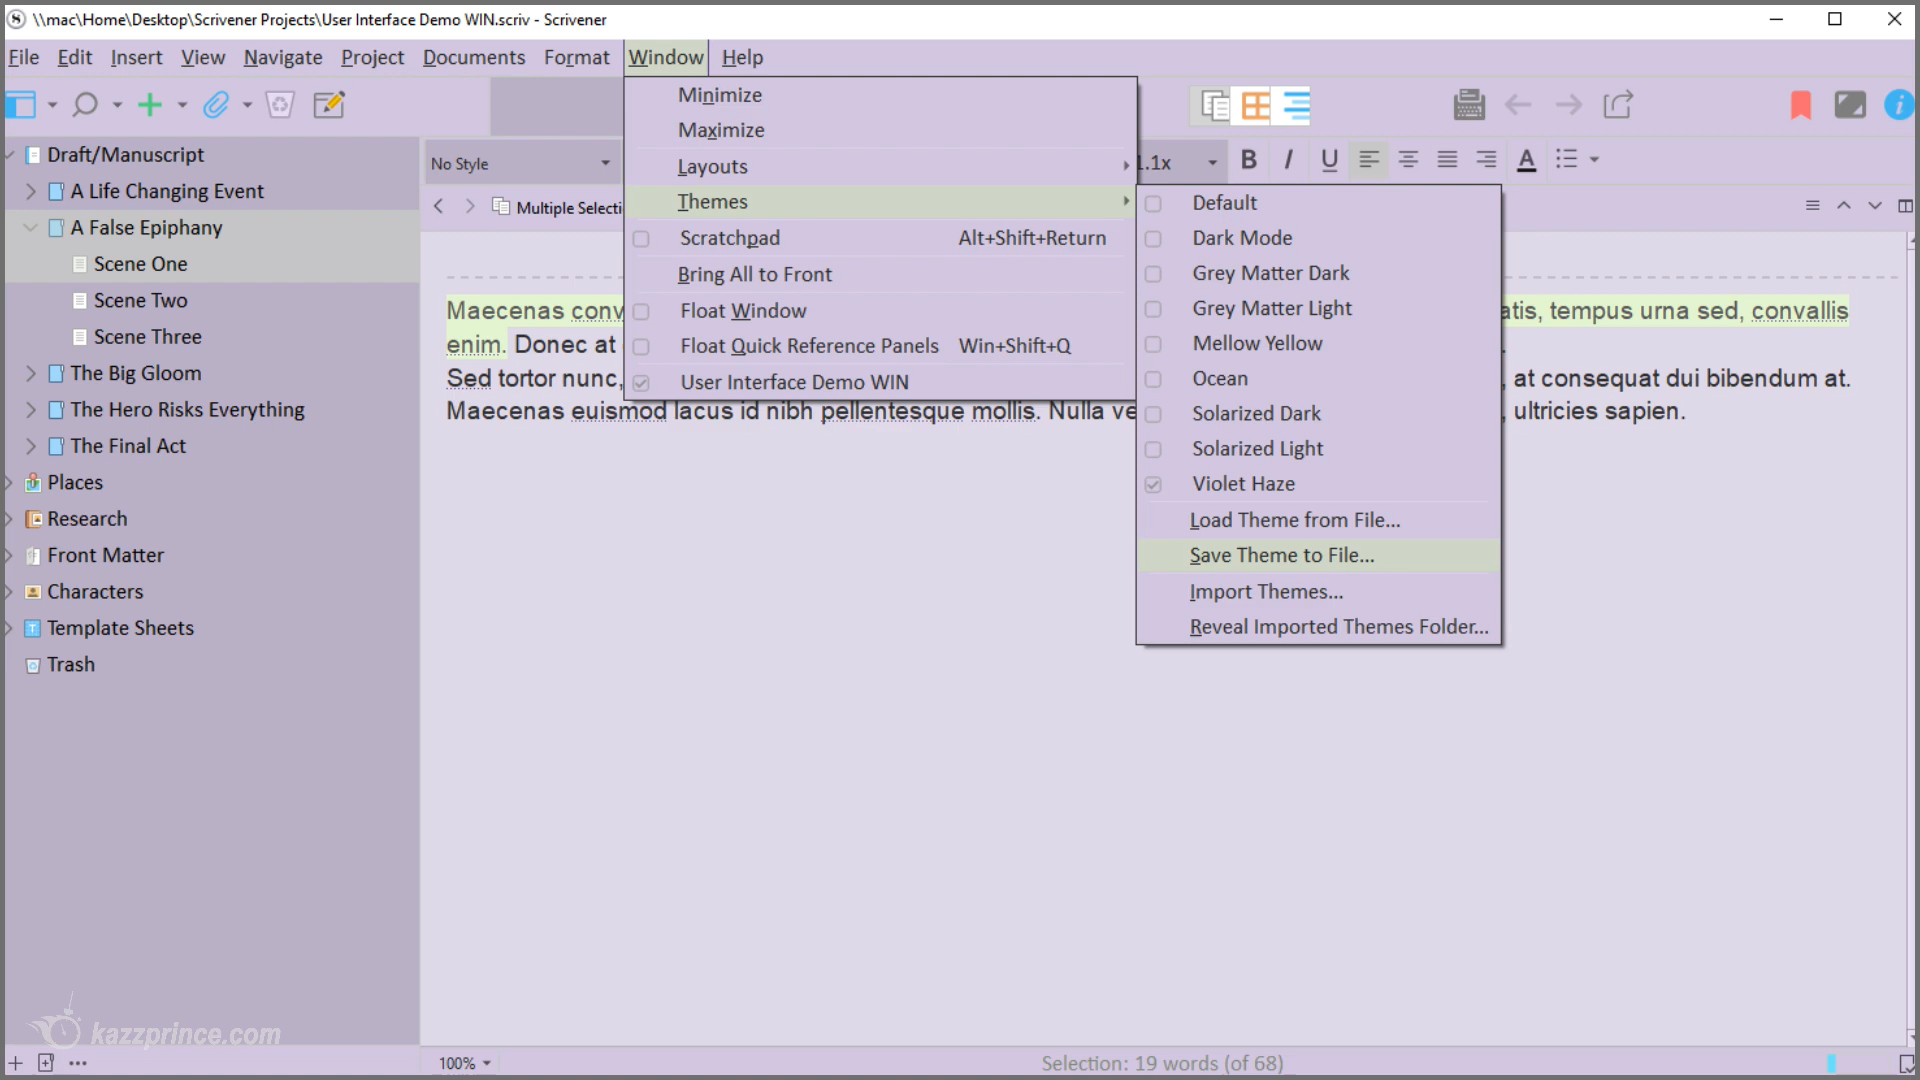 \\mac\Home\Desktop\Scrivener Projects\User Interface Demo WIN.scriv - Scrivener
File Edit Insert View Navigate Project Documents Format Window Help
Minimize
Maximize
Layouts
Themes
Scratchpad Alt+Shift+Return
Bring All to Front
Float Window
Float Quick Reference Panels Win+Shift+Q
User Interface Demo WIN
Default
Dark Mode
Grey Matter Dark
Grey Matter Light
Mellow Yellow
Ocean
Solarized Dark
Solarized Light
Violet Haze
Load Theme from File...
Save Theme to File...
Import Themes...
Reveal Imported Themes Folder...
Draft/Manuscript
A Life Changing Event
A False Epiphany
Scene One
Scene Two
Scene Three
The Big Gloom
The Hero Risks Everything
The Final Act
Places
Research
Front Matter
Characters
Template Sheets
Trash
No Style 1.1x B I U A
Multiple Selecti
Maecenas conv atis, tempus urna sed, convallis
enim. Donec at
Sed tortor nunc, , at consequat dui bibendum at.
Maecenas euismod lacus id nibh pellentesque mollis. Nulla ve , ultricies sapien.
kazzprince.com
100% Selection: 19 words (of 68)